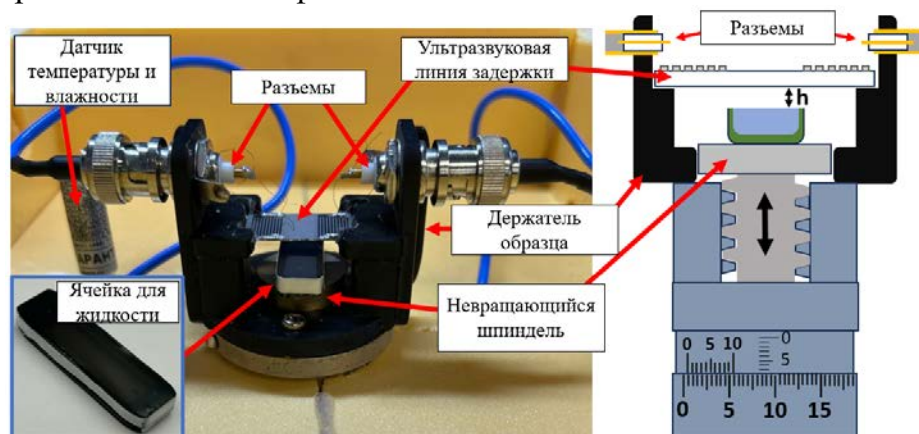 Датчик
температуры и
влажности
Разъемы
Ультразвуковая
линия задержки
Разъемы
h
Держатель
образца
Ячейка для
жидкости
Невращающийся
шпиндель
АРАНТ
0 5 10
0
5
0 5 10 15